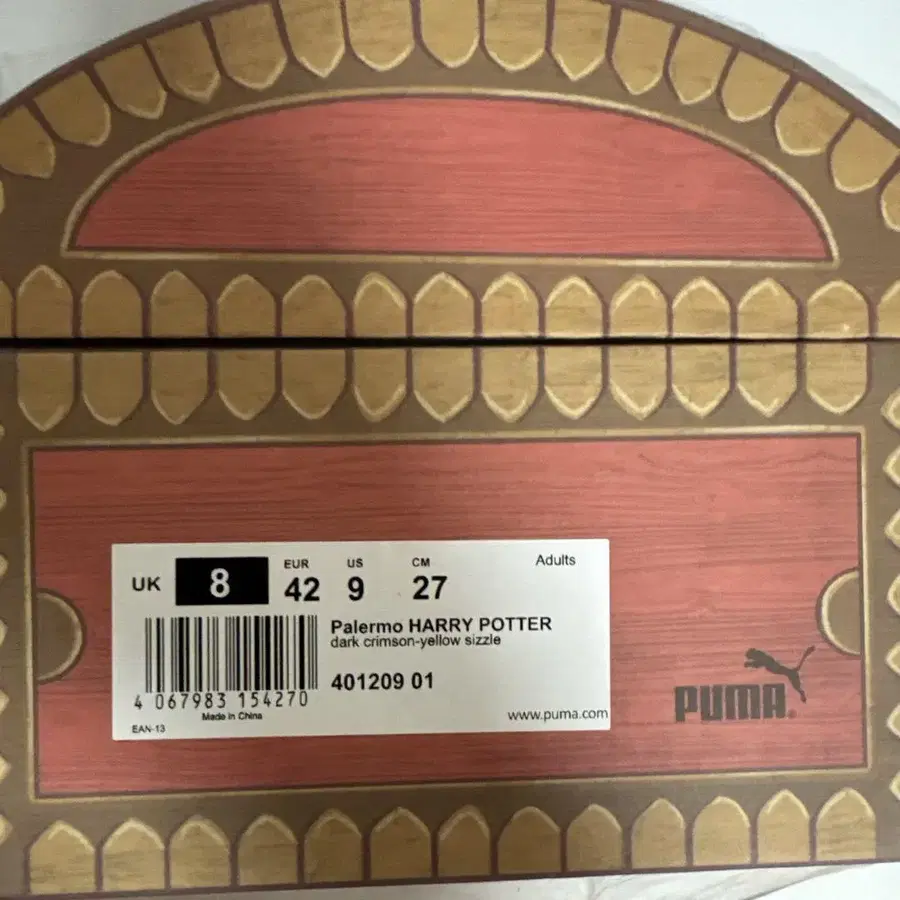 Adults
EUR US CM
UK 8 42 9 27
Palermo HARRY POTTER
dark crimson-yellow sizzle
401209 01
4 067983 154270
Made in China
EAN-13
www.puma.com
PUMA®